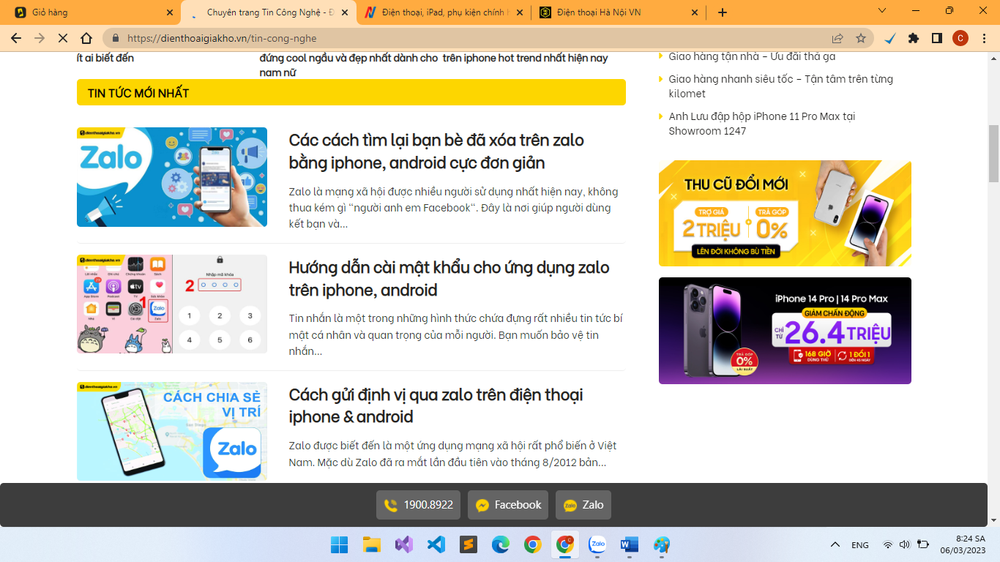 Giỏ hàng
Chuyên trang Tin Công Nghệ - Đ
Điện thoại, iPad, phụ kiện chính
Điện thoại Hà Nội VN
https://dienthoaigiakho.vn/tin-cong-nghe
C
ít ai biết đến
đứng cool ngầu và đẹp nhất dành cho
nam nữ
trên iphone hot trend nhất hiện nay
TIN TỨC MỚI NHẤT
dienthoaigiakho.vn
Zalo
Các cách tìm lại bạn bè đã xóa trên zalo
bằng iphone, android cực đơn giản
Zalo là mạng xã hội được nhiều người sử dụng nhất hiện nay, không
thua kém gì “người anh em Facebook“. Đây là nơi giúp người dùng
kết bạn và...
dienthoaigiakho.vn
Sách
App Store
Podcast
TV
Nhà
Ví
Cài đặt
Zalo
1
Nhập mã khóa
2
1 2 3
4 5 6
Hướng dẫn cài mật khẩu cho ứng dụng zalo
trên iphone, android
Tin nhắn là một trong những hình thức chứa đựng rất nhiều tin tức bí
mật cá nhân và quan trọng của mỗi người. Bạn muốn bảo vệ tin
nhắn...
dienthoaigiakho.vn
CÁCH CHIA SẺ
VỊ TRÍ
Zalo
Cách gửi định vị qua zalo trên điện thoại
iphone & android
Zalo được biết đến là một ứng dụng mạng xã hội rất phổ biến ở Việt
Nam. Mặc dù Zalo đã ra mắt lần đầu tiên vào tháng 8/2012 bản...
Giao hàng tận nhà – Ưu đãi thả ga
Giao hàng nhanh siêu tốc – Tận tâm trên từng
kilomet
Anh Lưu đập hộp iPhone 11 Pro Max tại
Showroom 1247
THU CŨ ĐỔI MỚI
TRỢ GIÁ
2 TRIỆU
TRẢ GÓP
0%
LÊN ĐỜI KHÔNG BÙ TIỀN
iPhone 14 Pro | 14 Pro Max
GIẢM CHẤN ĐỘNG
CHỈ
TỪ
26.4 TRIỆU
TRẢ GÓP
0%
LÃI SUẤT
168 GIỜ
DÙNG THỬ
1 ĐỔI 1
ĐẾN 45 NGÀY
1900.8922
Facebook
Zalo
Zalo
ENG
8:24 SA
06/03/2023